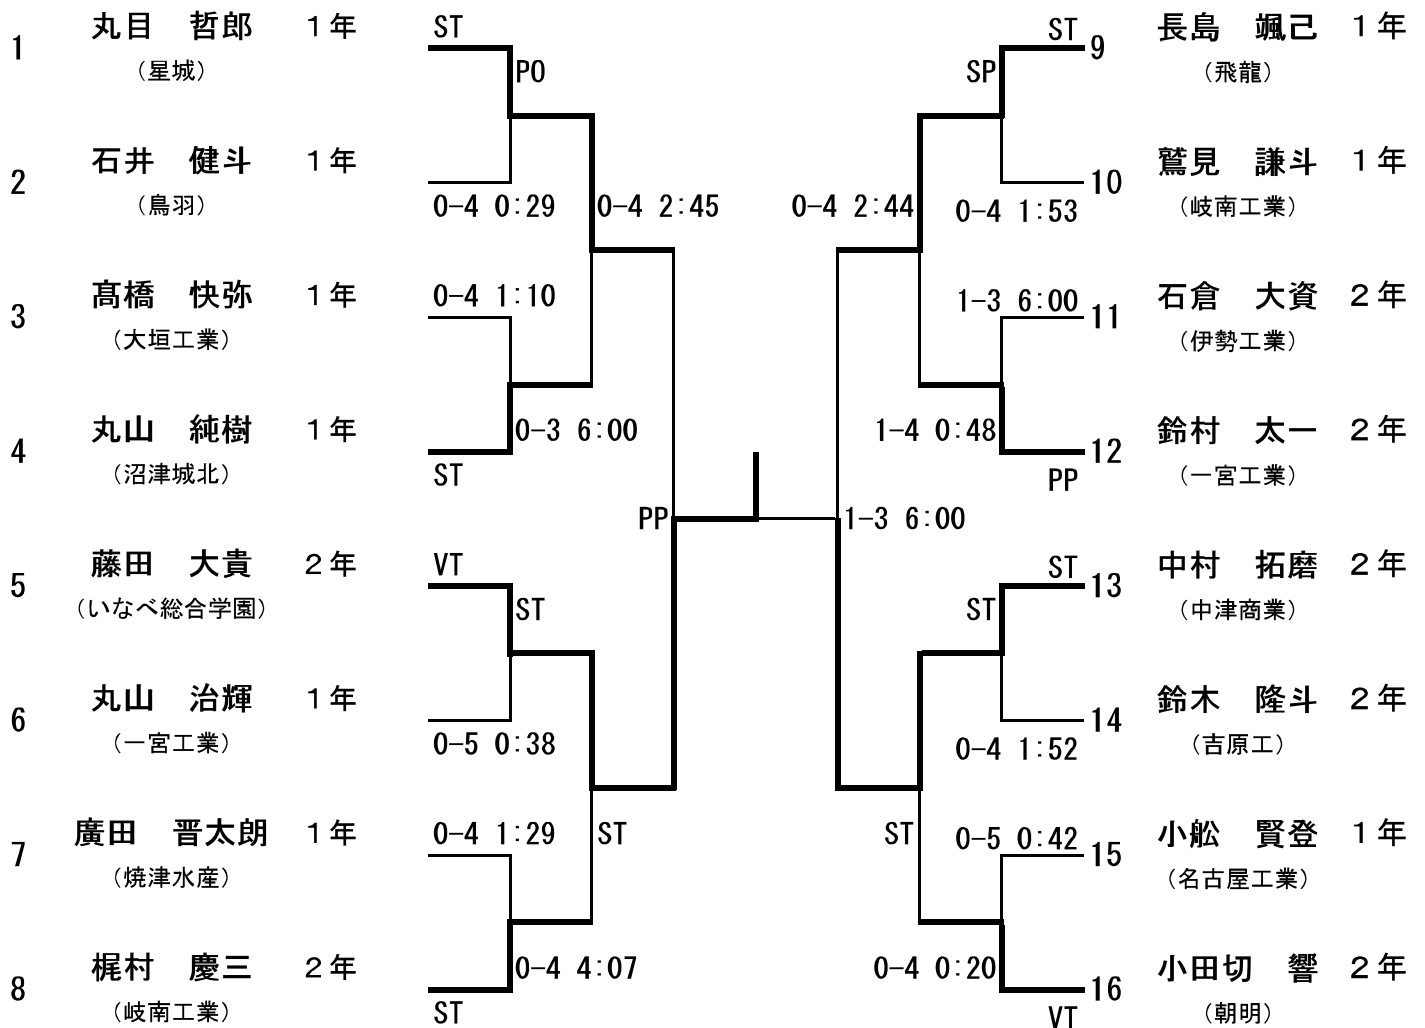 1 丸目 哲郎 1年
(星城)
ST
PO
2 石井 健斗 1年
(鳥羽)
0-4 0:29
0-4 2:45
3 髙橋 快弥 1年
(大垣工業)
0-4 1:10
4 丸山 純樹 1年
(沼津城北)
0-3 6:00
ST
PP
5 藤田 大貴 2年
(いなべ総合学園)
VT
ST
6 丸山 治輝 1年
(一宮工業)
0-5 0:38
7 廣田 晋太朗 1年
(焼津水産)
0-4 1:29
ST
8 梶村 慶三 2年
(岐南工業)
0-4 4:07
ST
ST 9 長島 颯己 1年
(飛龍)
SP
10 鷲見 謙斗 1年
(岐南工業)
0-4 2:44
0-4 1:53
1-3 6:00
11 石倉 大資 2年
(伊勢工業)
1-4 0:48
12 鈴村 太一 2年
(一宮工業)
PP
1-3 6:00
ST 13 中村 拓磨 2年
(中津商業)
ST
14 鈴木 隆斗 2年
(吉原工)
0-4 1:52
ST
0-5 0:42
15 小舩 賢登 1年
(名古屋工業)
0-4 0:20
16 小田切 響 2年
(朝明)
VT